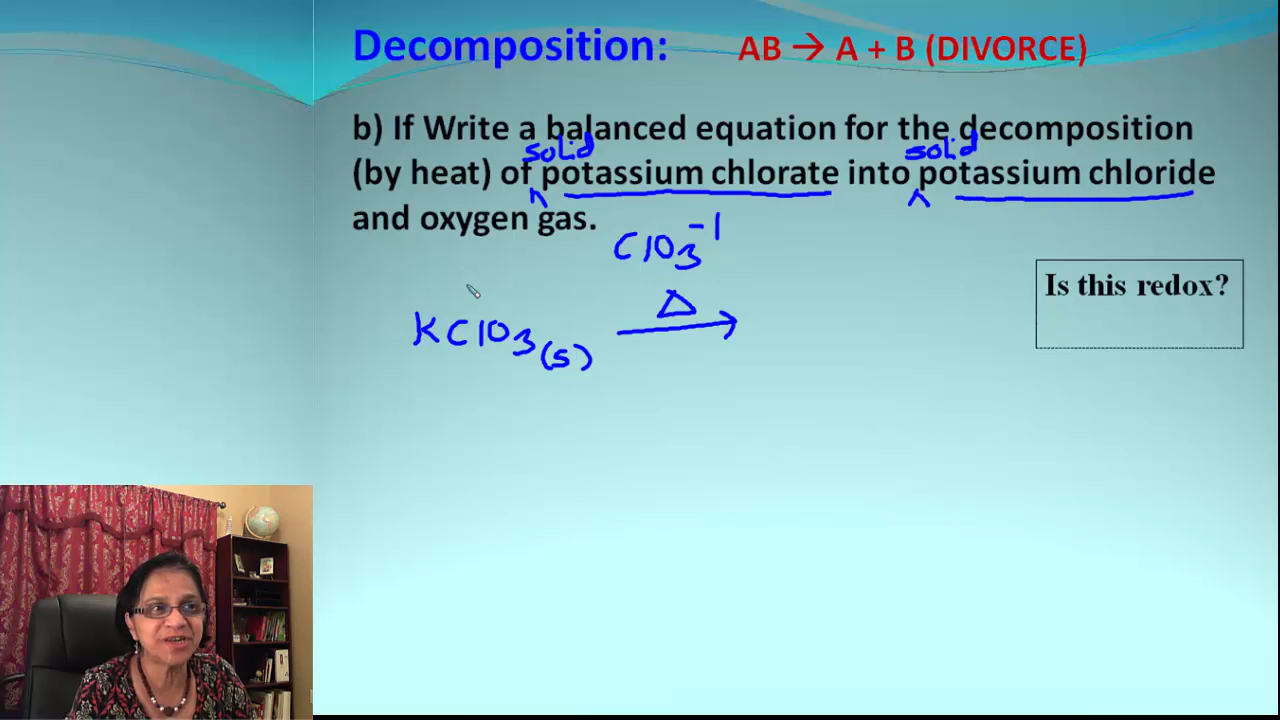 Decomposition: AB → A + B (DIVORCE)
b) If Write a balanced equation for the decomposition
solid solid
(by heat) of potassium chlorate into potassium chloride
and oxygen gas.
ClO3-1
Is this redox?
Δ
KClO3(s) →